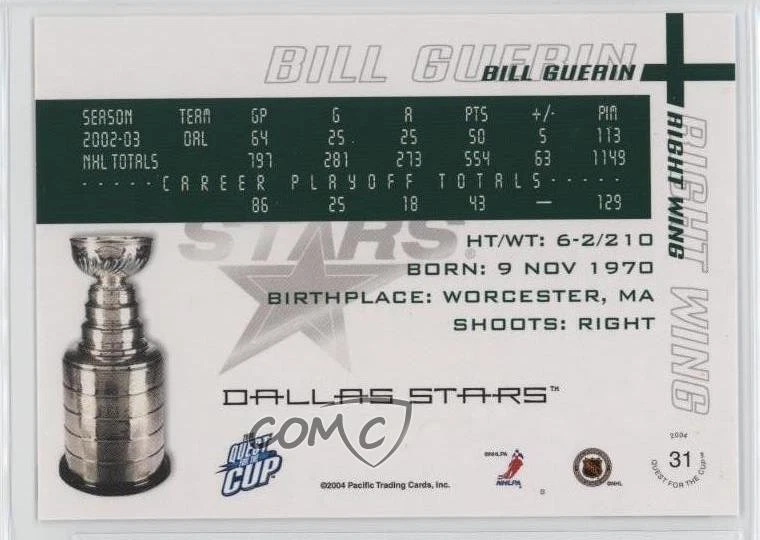 BILL GUERIN
BILL GUERIN
RIGHT WING
RIGHT WING
SEASON TEAM GP G A PTS +/- PIM
2002-03 DAL 64 25 25 50 5 113
NHL TOTALS 797 281 273 554 63 1149
-----CAREER PLAYOFF TOTALS-----
86 25 18 43 — 129
STARS®
HT/WT: 6-2/210
BORN: 9 NOV 1970
BIRTHPLACE: WORCESTER, MA
SHOOTS: RIGHT
DALLAS STARS™
COMC
THE QUEST FOR THE CUP
©2004 Pacific Trading Cards, Inc.
©NHLPA
NHLPA
©NHL
2004
31
QUEST FOR THE CUP